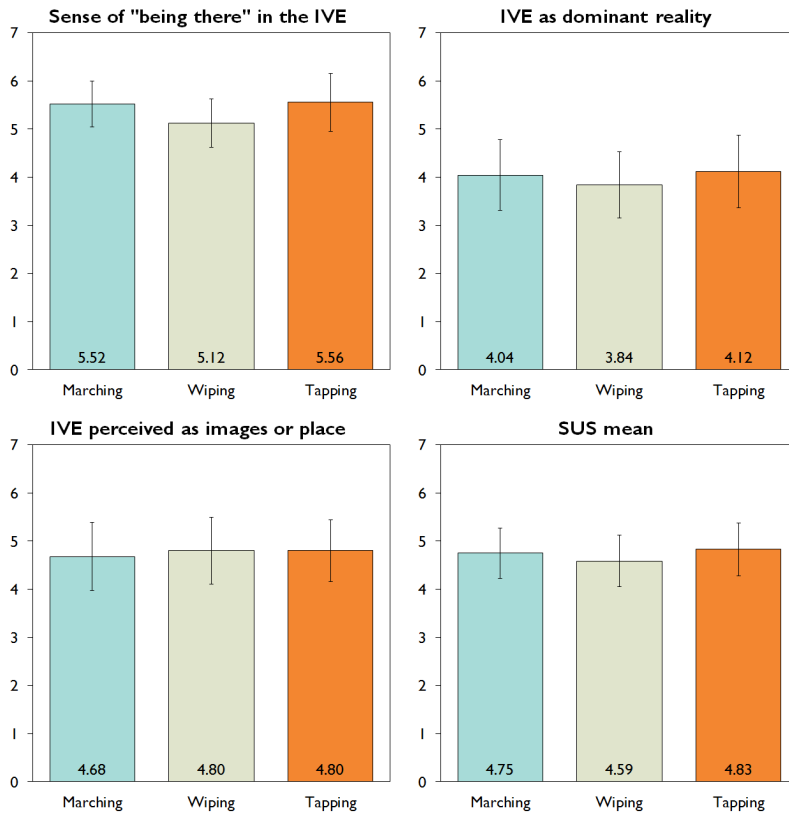 Sense of "being there" in the IVE
7
6
5
4
3
2
1
0
5.52
5.12
5.56
Marching
Wiping
Tapping
IVE as dominant reality
7
6
5
4
3
2
1
0
4.04
3.84
4.12
Marching
Wiping
Tapping
IVE perceived as images or place
7
6
5
4
3
2
1
0
4.68
4.80
4.80
Marching
Wiping
Tapping
SUS mean
7
6
5
4
3
2
1
0
4.75
4.59
4.83
Marching
Wiping
Tapping